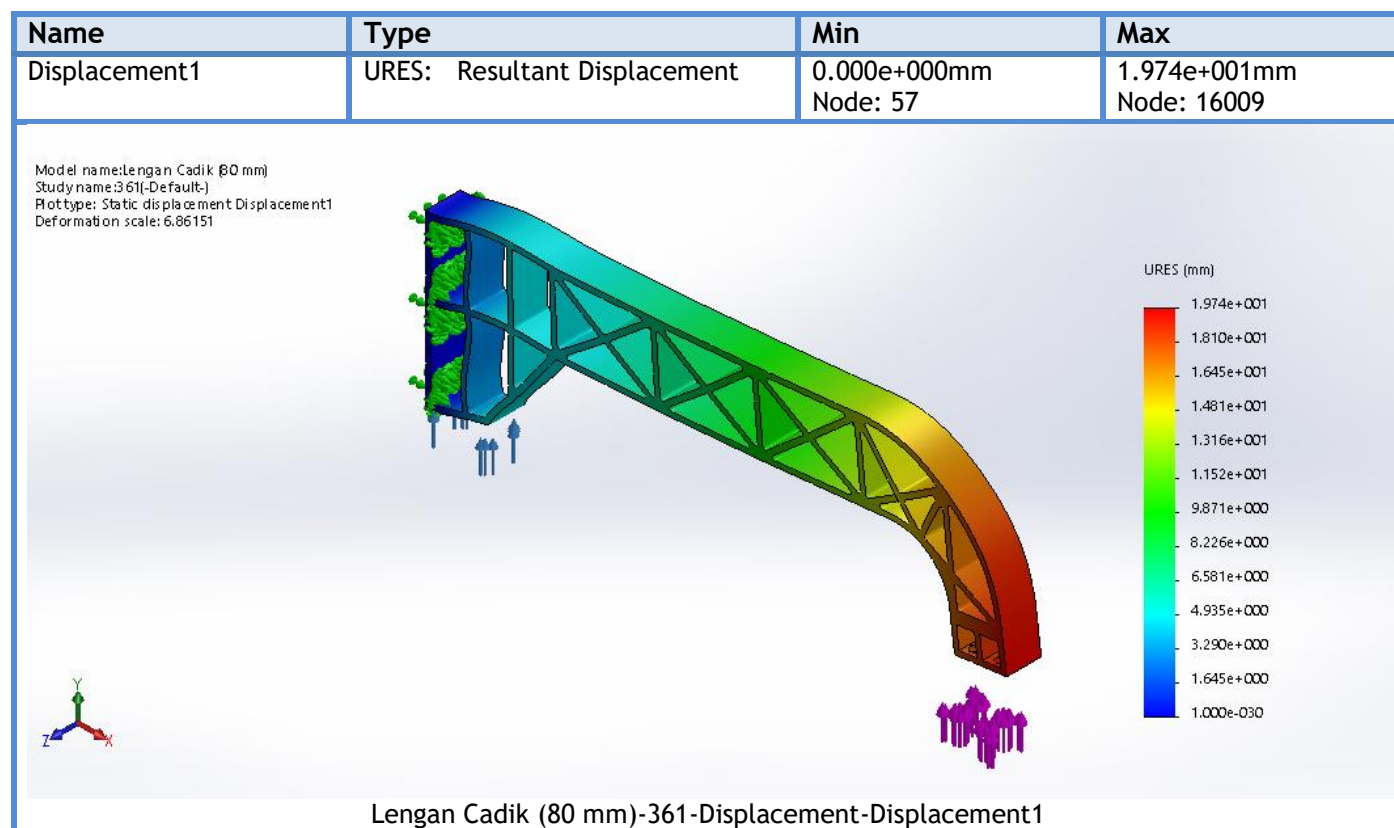 Name Type Min Max
Displacement1 URES: Resultant Displacement 0.000e+000mm 1.974e+001mm
Node: 57 Node: 16009
Model name:Lengan Cadik (80 mm)
Study name:361(-Default-)
Plot type: Static displacement Displacement1
Deformation scale: 6.86151
URES (mm)
1.974e+001
1.810e+001
1.645e+001
1.481e+001
1.316e+001
1.152e+001
9.871e+000
8.226e+000
6.581e+000
4.935e+000
3.290e+000
1.645e+000
1.000e-030
Y
Z X
Lengan Cadik (80 mm)-361-Displacement-Displacement1